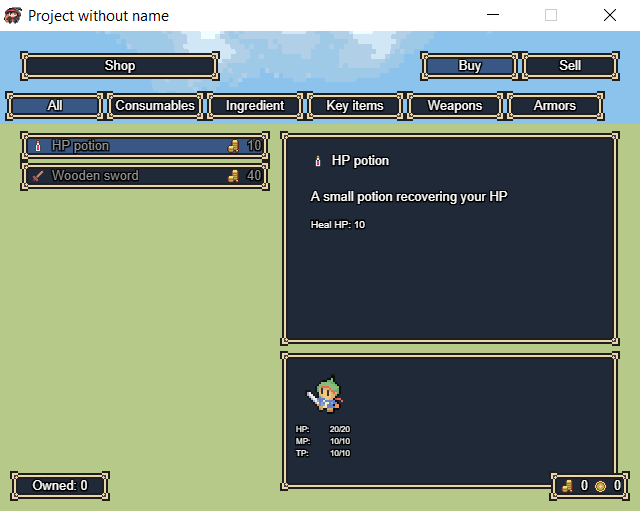 Project without name
Shop
Buy Sell
All Consumables Ingredient Key items Weapons Armors
HP potion 10
Wooden sword 40
HP potion
A small potion recovering your HP
Heal HP: 10
HP: 20/20
MP: 10/10
TP: 10/10
Owned: 0
0 0